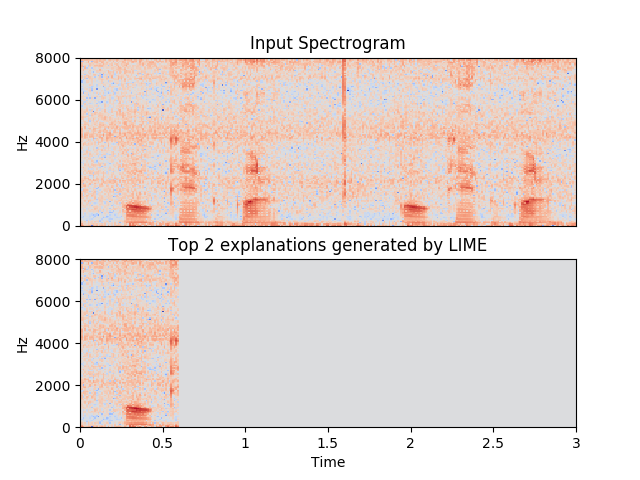 Input Spectrogram
8000
6000
4000
2000
0
Hz
Top 2 explanations generated by LIME
8000
6000
4000
2000
0
Hz
0 0.5 1 1.5 2 2.5 3
Time